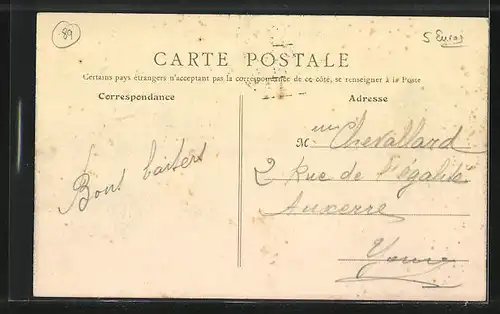 89
5 Euros
CARTE POSTALE
Certains pays étrangers n'acceptant pas la correspondance de ce côté, se renseigner à la Poste
Correspondance
Adresse
Mme Chevallard
2 Rue de l'égalité
Auxerre
Yonne
Bons baisers